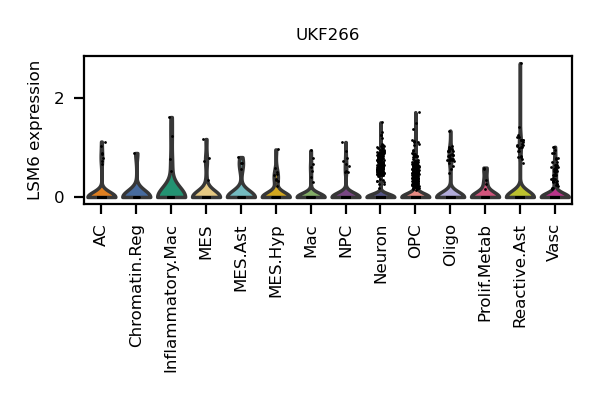 UKF266
LSM6 expression
2
0
AC
Chromatin.Reg
Inflammatory.Mac
MES
MES.Ast
MES.Hyp
Mac
NPC
Neuron
OPC
Oligo
Prolif.Metab
Reactive.Ast
Vasc